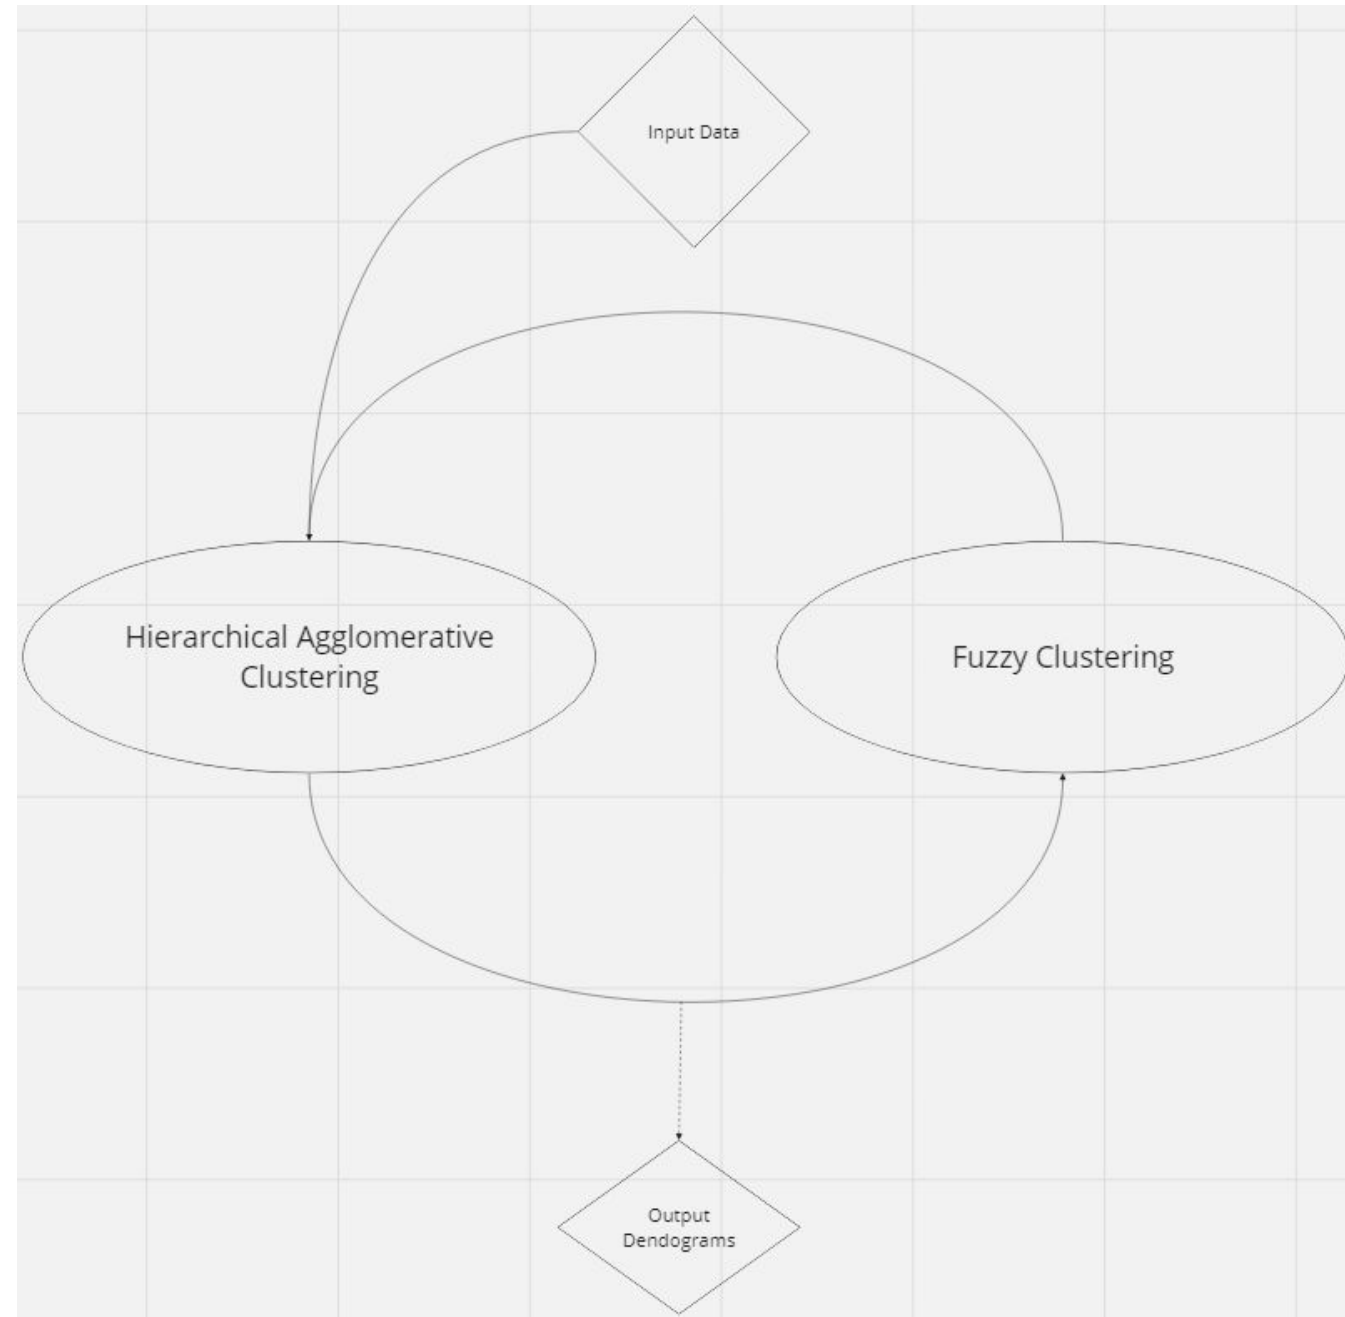 Input Data
Hierarchical Agglomerative
Clustering
Fuzzy Clustering
Output
Dendograms